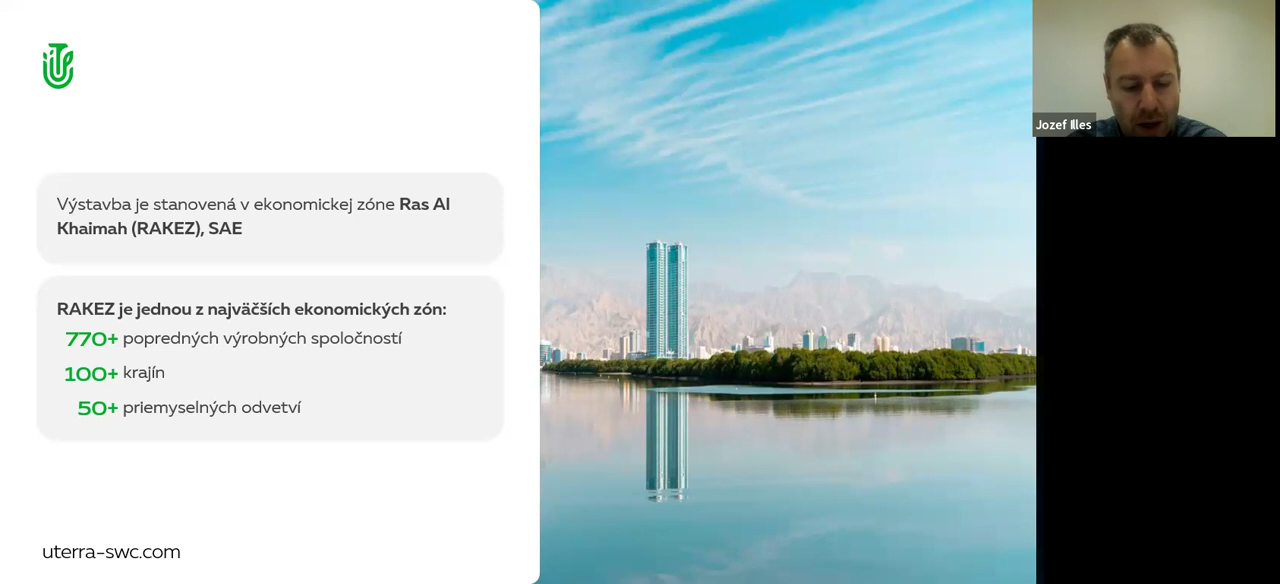 Výstavba je stanovená v ekonomickej zóne Ras Al
Khaimah (RAKEZ), SAE
RAKEZ je jednou z najväčších ekonomických zón:
770+ popredných výrobných spoločností
100+ krajín
50+ priemyselných odvetví
uterra-swc.com
Jozef Illes